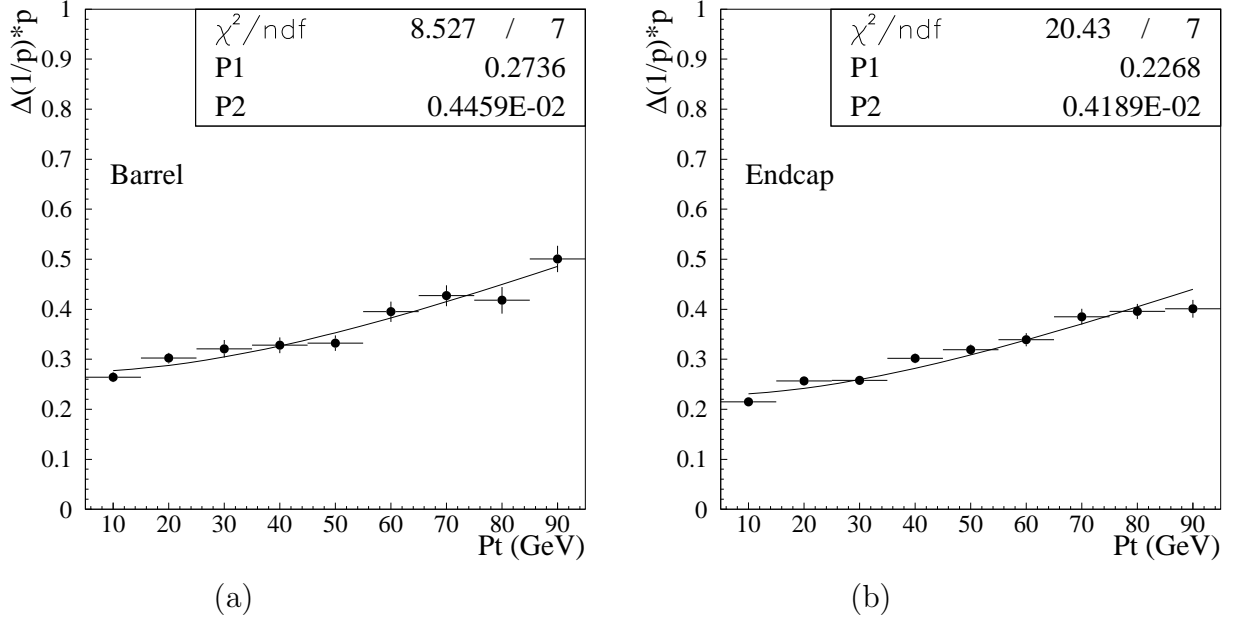 Δ(1/p)*p
1
0.9
0.8
0.7
0.6
0.5
0.4
0.3
0.2
0.1
0
χ²/ndf 8.527 / 7
P1 0.2736
P2 0.4459E-02
Barrel
10 20 30 40 50 60 70 80 90
Pt (GeV)
(a)
Δ(1/p)*p
1
0.9
0.8
0.7
0.6
0.5
0.4
0.3
0.2
0.1
0
χ²/ndf 20.43 / 7
P1 0.2268
P2 0.4189E-02
Endcap
10 20 30 40 50 60 70 80 90
Pt (GeV)
(b)